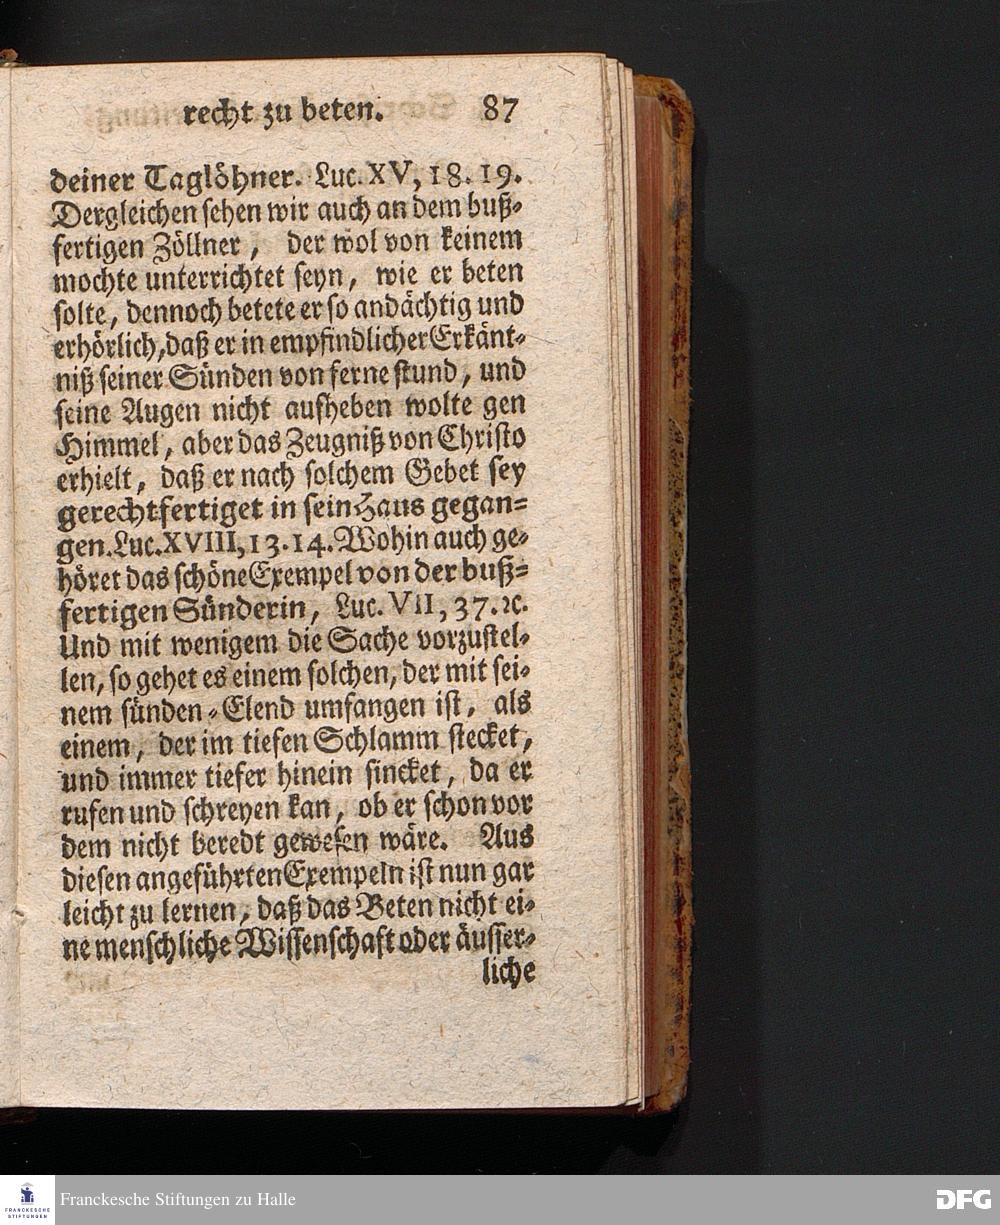 recht zu beten. 87
deiner Taglöhner. Luc. XV, 18. 19.
Dergleichen sehen wir auch an dem buß-
fertigen Zöllner, der wol von keinem
mochte unterrichtet seyn, wie er beten
solte, dennoch betete er so andächtig und
erhörlich, daß er in empfindlicher Erkänt-
niß seiner Sünden von ferne stund, und
seine Augen nicht aufheben wolte gen
Himmel, aber das Zeugniß von Christo
erhielt, daß er nach solchem Gebet sey
gerechtfertiget in sein Haus gegan-
gen. Luc. XVIII, 13. 14. Wohin auch ge-
höret das schöne Exempel von der buß-
fertigen Sünderin, Luc. VII, 37. ꝛc.
Und mit wenigem die Sache vorzustel-
len, so gehet es einem solchen, der mit sei-
nem sünden-Elend umfangen ist, als
einem, der im tiefen Schlamm stecket,
und immer tiefer hinein sincket, da er
rufen und schreyen kan, ob er schon vor
dem nicht beredt gewesen wäre. Aus
diesen angeführten Exempeln ist nun gar
leicht zu lernen, daß das Beten nicht ei-
ne menschliche Wissenschaft oder äusser-
liche
FRANCKESCHE
STIFTUNGEN
Franckesche Stiftungen zu Halle
DFG